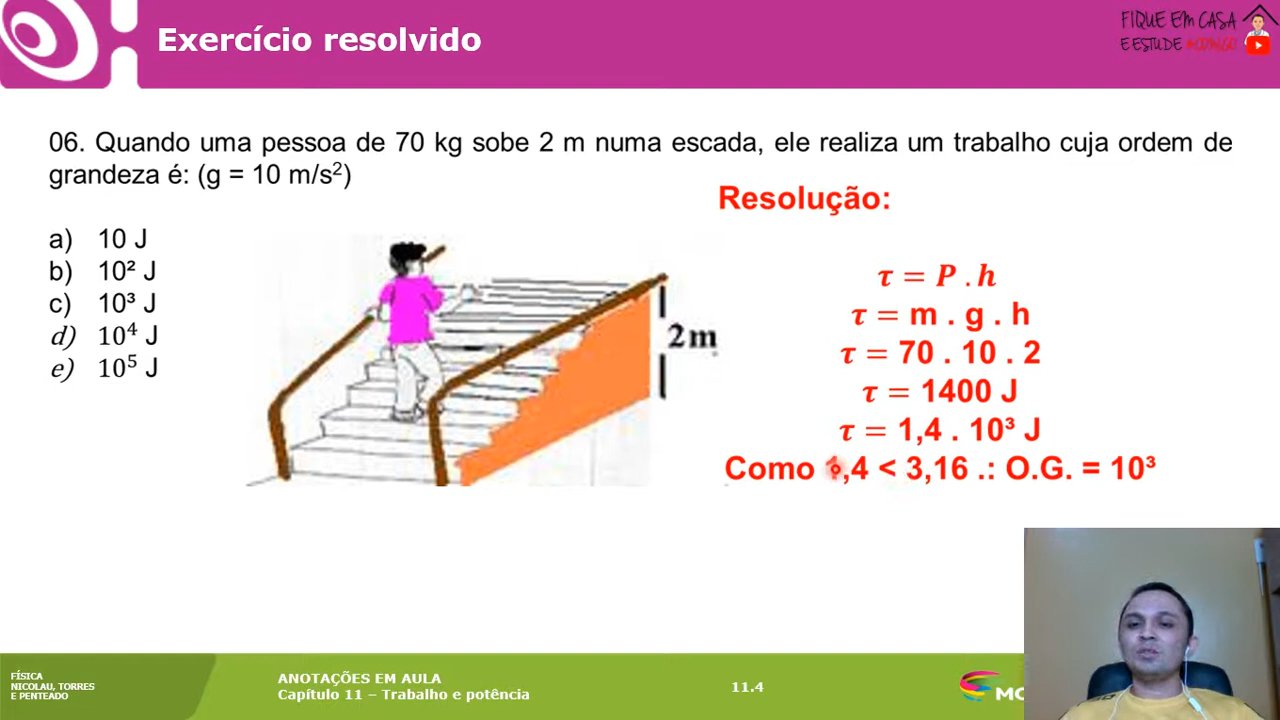 Exercício resolvido
FIQUE EM CASA
E ESTUDE RODRIGO
06. Quando uma pessoa de 70 kg sobe 2 m numa escada, ele realiza um trabalho cuja ordem de
grandeza é: (g = 10 m/s²)
Resolução:
a) 10 J
b) 10² J
c) 10³ J
d) 10⁴ J
e) 10⁵ J
2m
τ = P . h
τ = m . g . h
τ = 70 . 10 . 2
τ = 1400 J
τ = 1,4 . 10³ J
Como 1,4 < 3,16 .: O.G. = 10³
FÍSICA
NICOLAU, TORRES
E PENTEADO
ANOTAÇÕES EM AULA
Capítulo 11 – Trabalho e potência
11.4